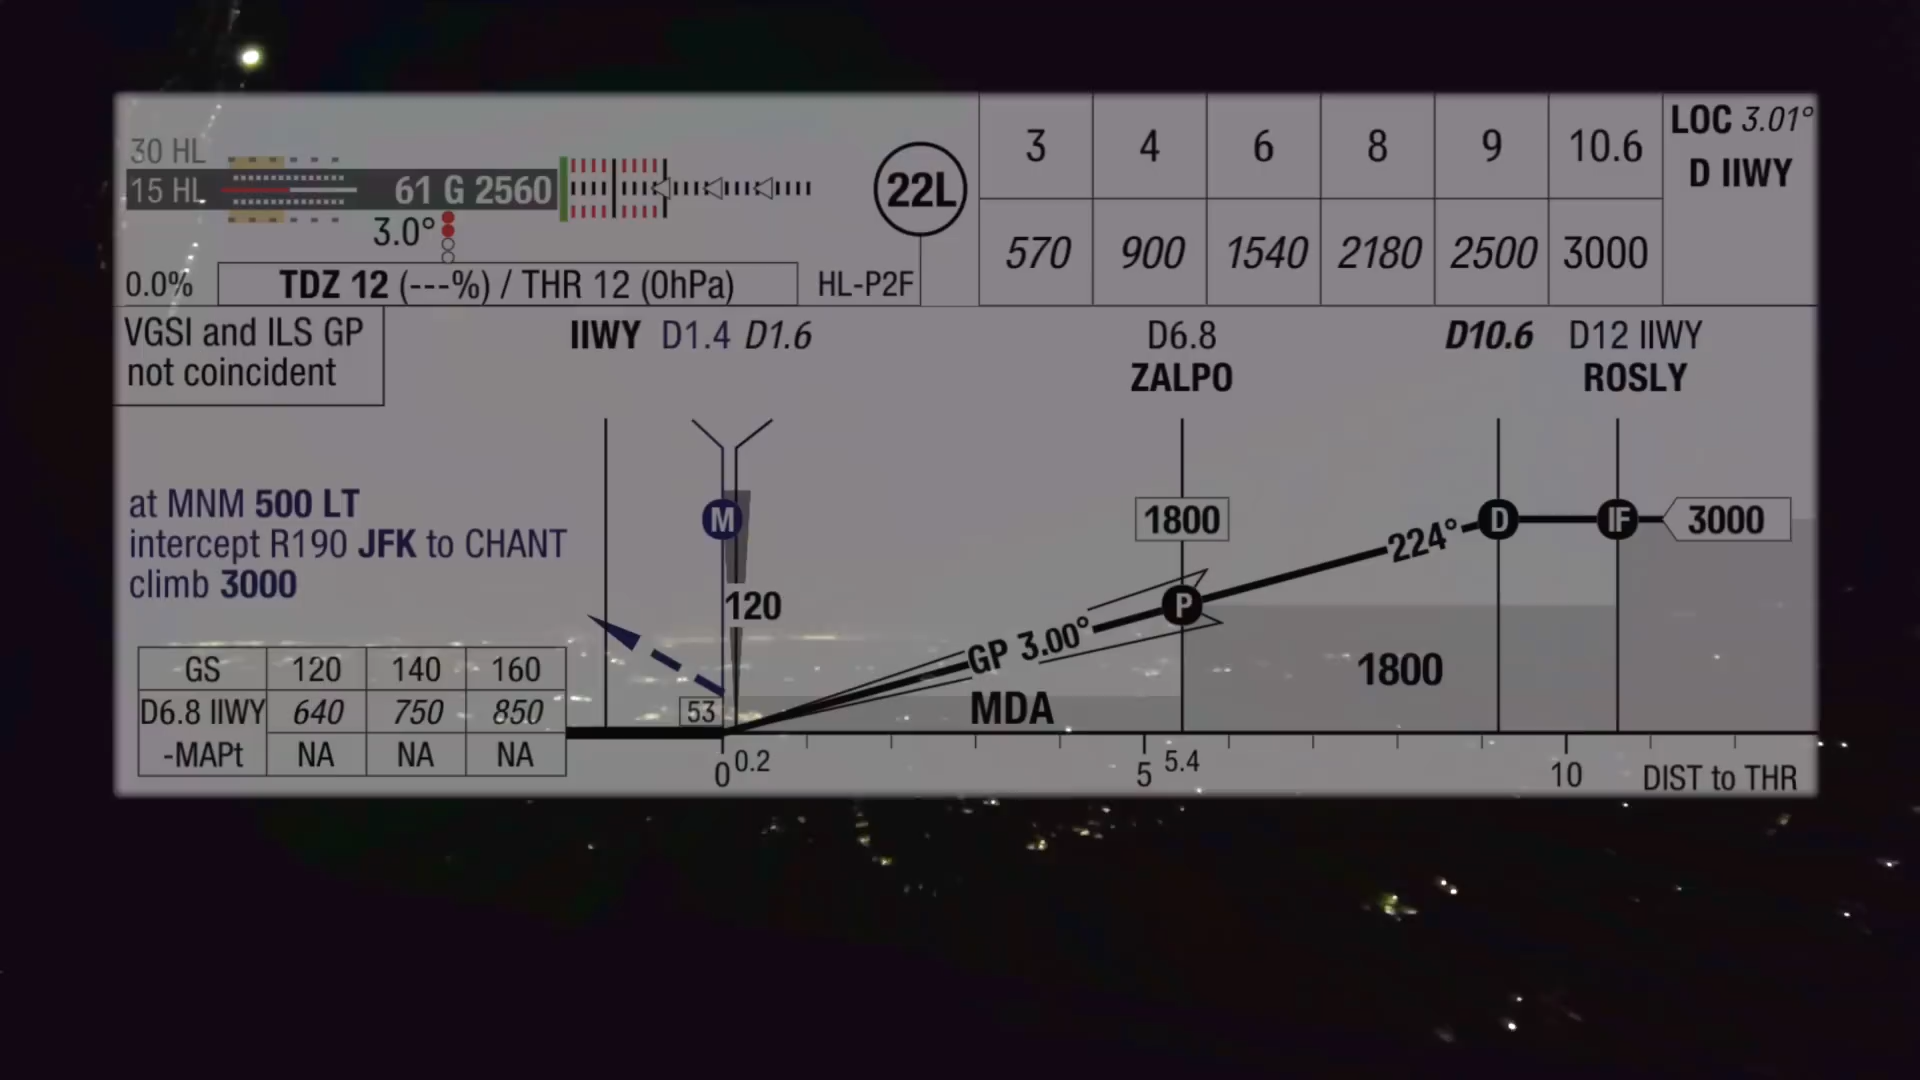 30 HL
15 HL
61 G 2560
3.0°
0.0%
TDZ 12 (---%) / THR 12 (0hPa)
HL-P2F
22L
3 4 6 8 9 10.6
570 900 1540 2180 2500 3000
LOC 3.01°
D IIWY
VGSI and ILS GP
not coincident
IIWY D1.4 D1.6
D6.8
ZALPO
D10.6
D12 IIWY
ROSLY
at MNM 500 LT
intercept R190 JFK to CHANT
climb 3000
M
120
1800
P
GP 3.00°
224°
D
IF
3000
1800
MDA
53
GS 120 140 160
D6.8 IIWY 640 750 850
-MAPt NA NA NA
0 0.2 5 5.4 10 DIST to THR